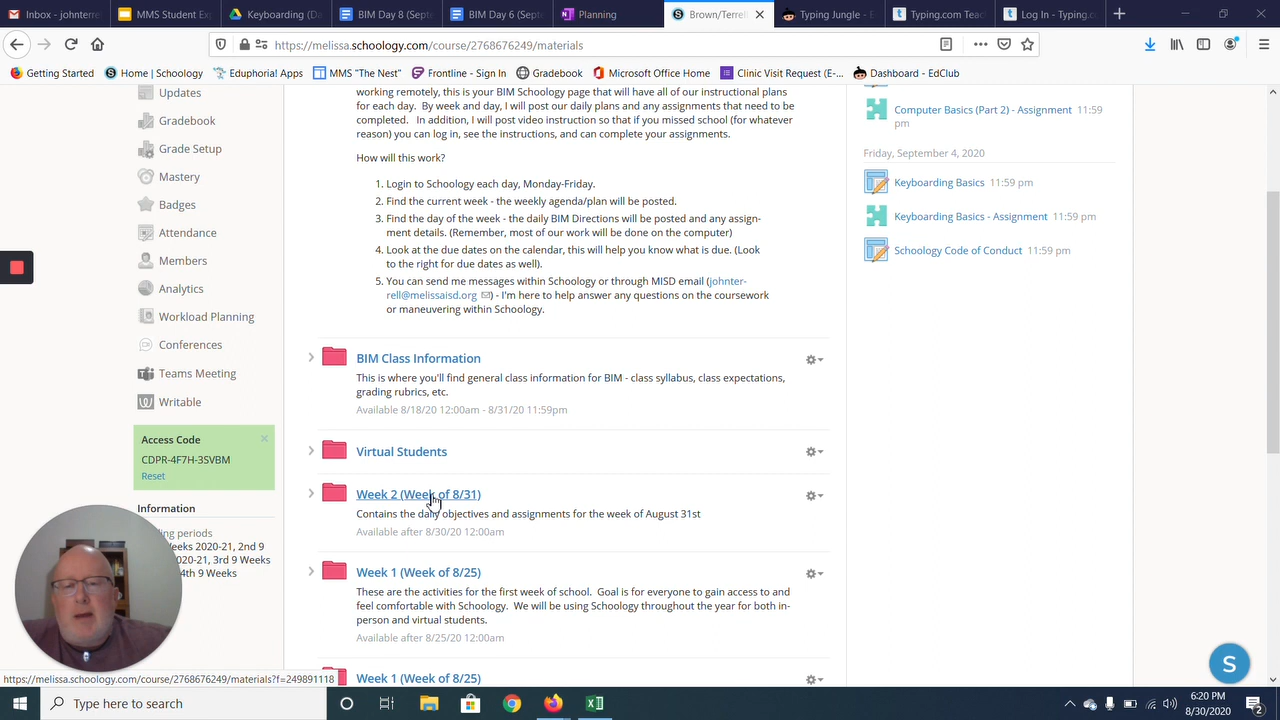 Terms - johnterre
MMS Student Exp
Keyboarding (
BIM Day 8 (Sept
BIM Day 6 (Sept
Planning
Brown/Terrell
Typing Jungle - E
Typing.com Teac
Log In - Typing.c
https://melissa.schoology.com/course/2768676249/materials
Getting Started
Home | Schoology
Eduphoria! Apps
MMS "The Nest"
Frontline - Sign In
Gradebook
Microsoft Office Home
Clinic Visit Request (E-...
Dashboard - EdClub
Updates
Gradebook
Grade Setup
Mastery
Badges
Attendance
Members
Analytics
Workload Planning
Conferences
Teams Meeting
Writable
Access Code
CDPR-4F7H-3SVBM
Reset
Information
ling periods
Weeks 2020-21, 2nd 9
2020-21, 3rd 9 Weeks
4th 9 Weeks
working remotely, this is your BIM Schoology page that will have all of our instructional plans
for each day. By week and day, I will post our daily plans and any assignments that need to be
completed. In addition, I will post video instruction so that if you missed school (for whatever
reason) you can log in, see the instructions, and can complete your assignments.
How will this work?
1. Login to Schoology each day, Monday-Friday.
2. Find the current week - the weekly agenda/plan will be posted.
3. Find the day of the week - the daily BIM Directions will be posted and any assign-
ment details. (Remember, most of our work will be done on the computer)
4. Look at the due dates on the calendar, this will help you know what is due. (Look
to the right for due dates as well).
5. You can send me messages within Schoology or through MISD email (johnter-
rell@melissaisd.org ) - I'm here to help answer any questions on the coursework
or maneuvering within Schoology.
BIM Class Information
This is where you'll find general class information for BIM - class syllabus, class expectations,
grading rubrics, etc.
Available 8/18/20 12:00am - 8/31/20 11:59pm
Virtual Students
Week 2 (Week of 8/31)
Contains the daily objectives and assignments for the week of August 31st
Available after 8/30/20 12:00am
Week 1 (Week of 8/25)
These are the activities for the first week of school. Goal is for everyone to gain access to and
feel comfortable with Schoology. We will be using Schoology throughout the year for both in-
person and virtual students.
Available after 8/25/20 12:00am
Week 1 (Week of 8/25)
Computer Basics (Part 2) - Assignment 11:59
pm
Friday, September 4, 2020
Keyboarding Basics 11:59 pm
Keyboarding Basics - Assignment 11:59 pm
Schoology Code of Conduct 11:59 pm
S
https://melissa.schoology.com/course/2768676249/materials?f=249891118
Type here to search
6:20 PM
8/30/2020
2